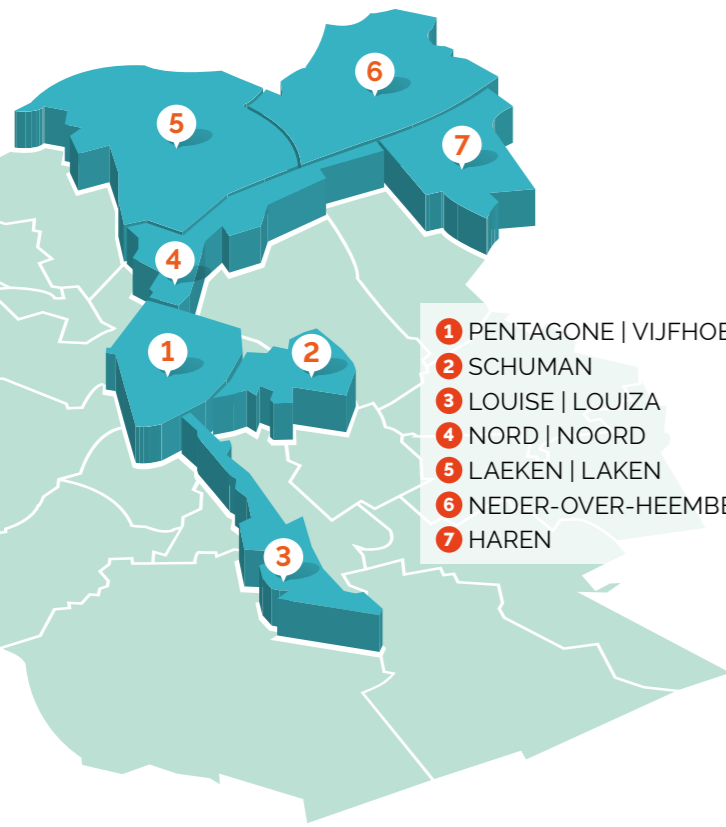 6
5
7
4
1
2
3
1 PENTAGONE | VIJFHOE
2 SCHUMAN
3 LOUISE | LOUIZA
4 NORD | NOORD
5 LAEKEN | LAKEN
6 NEDER-OVER-HEEMBE
7 HAREN